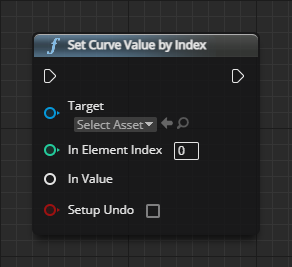 Set Curve Value by Index
Target
Select Asset
In Element Index 0
In Value
Setup Undo